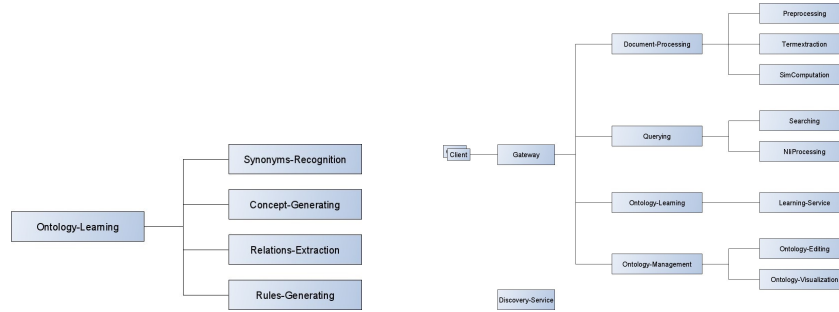 Ontology-Learning
Synonyms-Recognition
Concept-Generating
Relations-Extraction
Rules-Generating
Client
Gateway
Document-Processing
Preprocessing
Termextraction
SimComputation
Querying
Searching
NliProcessing
Ontology-Learning
Learning-Service
Ontology-Management
Ontology-Editing
Ontology-Visualization
Discovery-Service